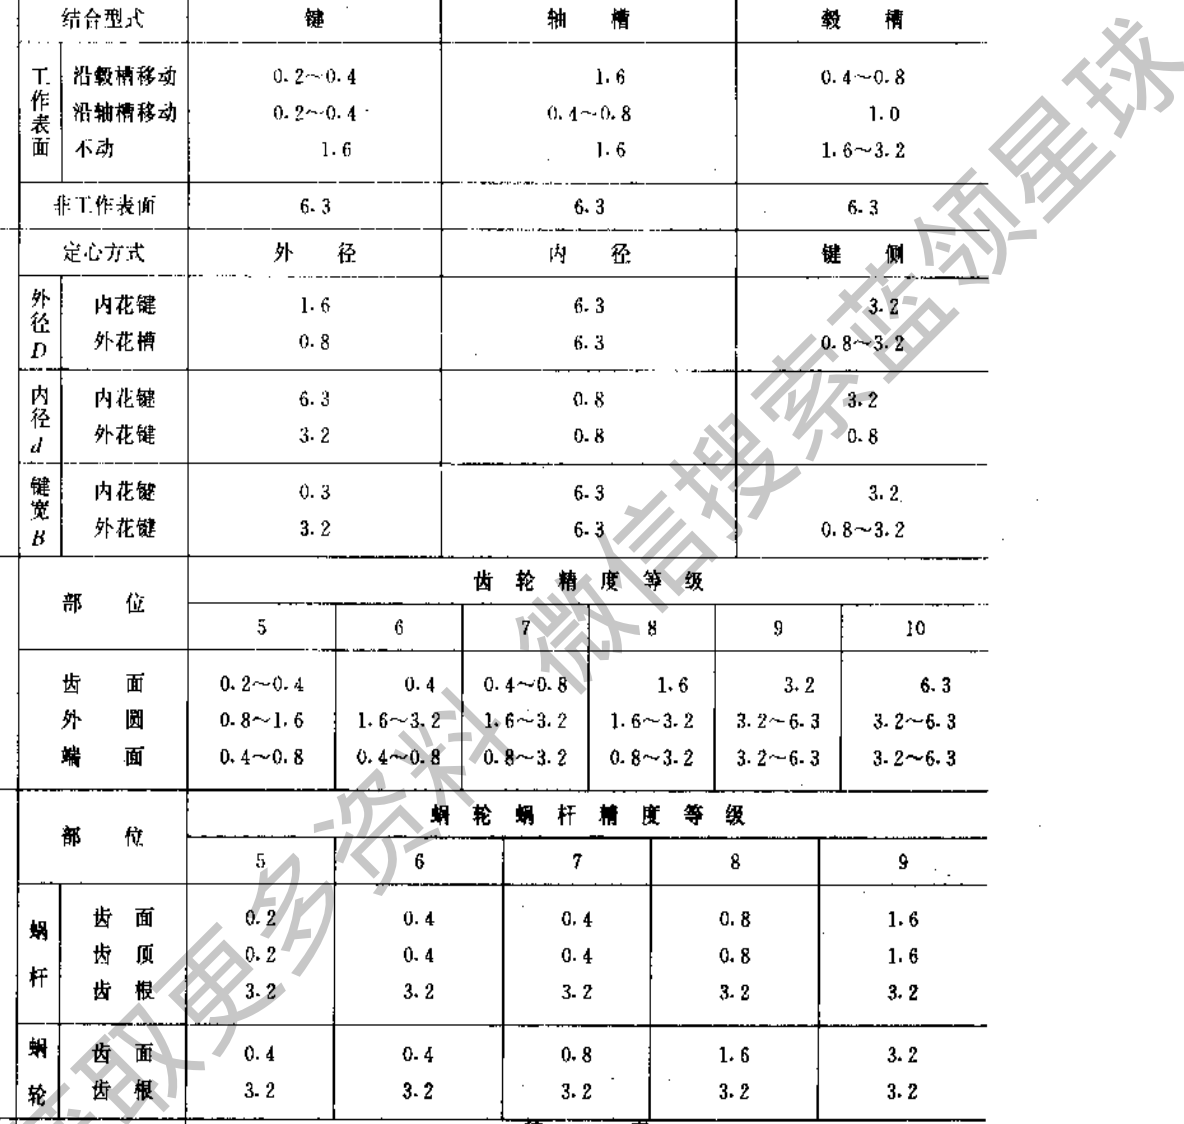 结合型式 键 轴 槽 毂 槽
工作表面 沿毂槽移动 0.2～0.4 1.6 0.4～0.8
沿轴槽移动 0.2～0.4 0.4～0.8 1.0
不动 1.6 1.6 1.6～3.2
非工作表面 6.3 6.3 6.3
定心方式 外 径 内 径 键 侧
外径D 内花键 1.6 6.3 3.2
外花槽 0.8 6.3 0.8～3.2
内径d 内花键 6.3 0.8 3.2
外花键 3.2 0.8 0.8
键宽B 内花键 0.3 6.3 3.2
外花键 3.2 6.3 0.8～3.2
部 位 齿 轮 精 度 等 级
5 6 7 8 9 10
齿 面 0.2～0.4 0.4 0.4～0.8 1.6 3.2 6.3
外 圆 0.8～1.6 1.6～3.2 1.6～3.2 1.6～3.2 3.2～6.3 3.2～6.3
端 面 0.4～0.8 0.4～0.8 0.8～3.2 0.8～3.2 3.2～6.3 3.2～6.3
部 位 蜗 轮 蜗 杆 精 度 等 级
5 6 7 8 9
蜗杆 齿 面 0.2 0.4 0.4 0.8 1.6
齿 顶 0.2 0.4 0.4 0.8 1.6
齿 根 3.2 3.2 3.2 3.2 3.2
蜗轮 齿 面 0.4 0.4 0.8 1.6 3.2
齿 根 3.2 3.2 3.2 3.2 3.2
取更多资料 微信搜索蓝领星球